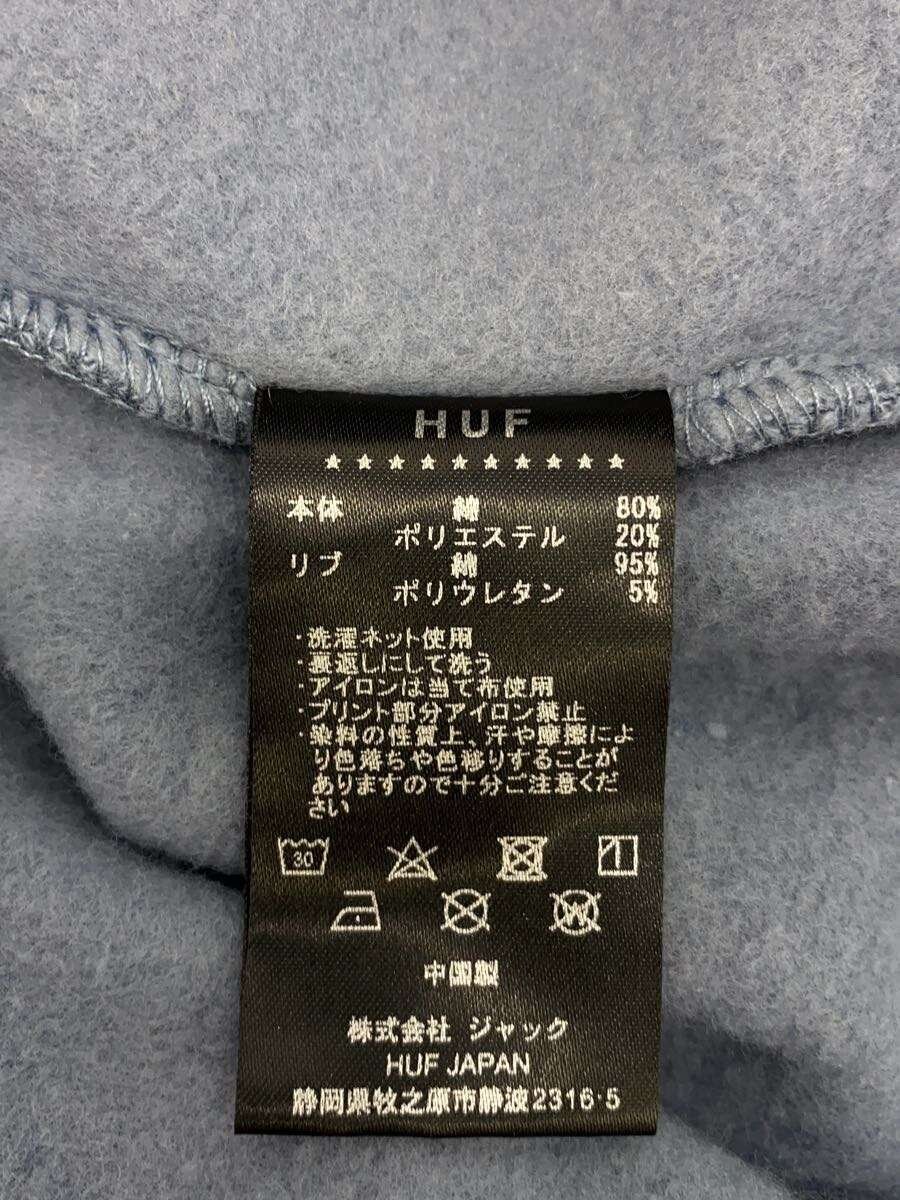 HUF
★★★★★★★★★★
本体 綿 80%
ポリエステル 20%
リブ 綿 95%
ポリウレタン 5%
・洗濯ネット使用
・裏返しにして洗う
・アイロンは当て布使用
・プリント部分アイロン禁止
・染料の性質上、汗や摩擦によ
り色落ちや色移りすることが
ありますので十分ご注意くだ
さい
30
W
中国製
株式会社 ジャック
HUF JAPAN
静岡県牧之原市静波2316-5